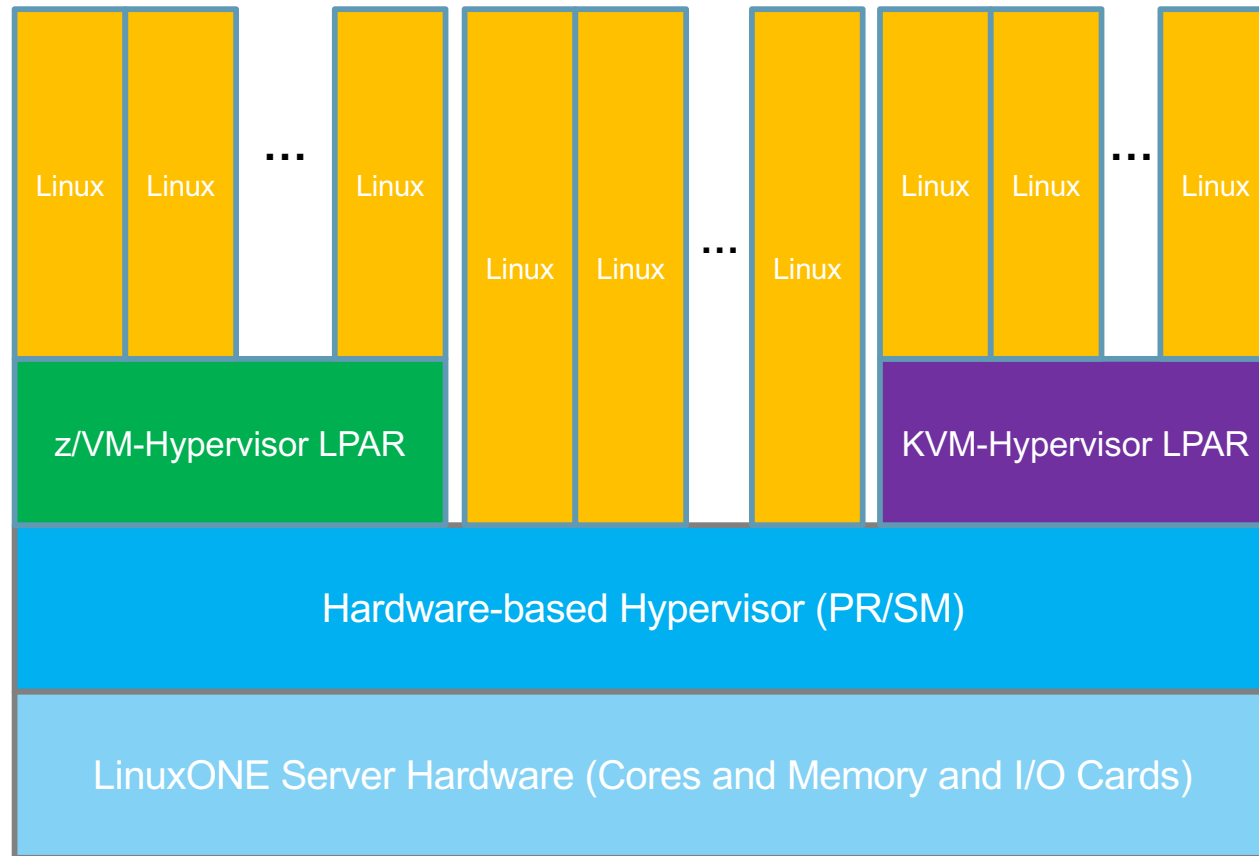 Linux Linux ... Linux Linux Linux ... Linux
Linux Linux ... Linux
z/VM-Hypervisor LPAR KVM-Hypervisor LPAR
Hardware-based Hypervisor (PR/SM)
LinuxONE Server Hardware (Cores and Memory and I/O Cards)